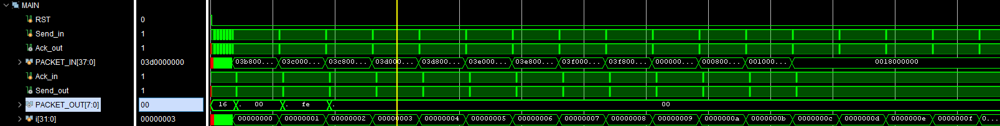 MAIN
RST 0
Send_in 1
Ack_out 1
PACKET_IN[37:0] 03d0000000 03b800... 03c000... 03c800... 03d000... 03d800... 03e000... 03e800... 03f000... 03f800... 000000... 000800... 001000... 0018000000
Ack_in 1
Send_out 1
PACKET_OUT[7:0] 00 16 . 00 . fe . 00
i[31:0] 00000003 00000000 00000001 00000002 00000003 00000004 00000005 00000006 00000007 00000008 00000009 0000000a 0000000b 0000000c 0000000d 0000000e 0000000f 0...